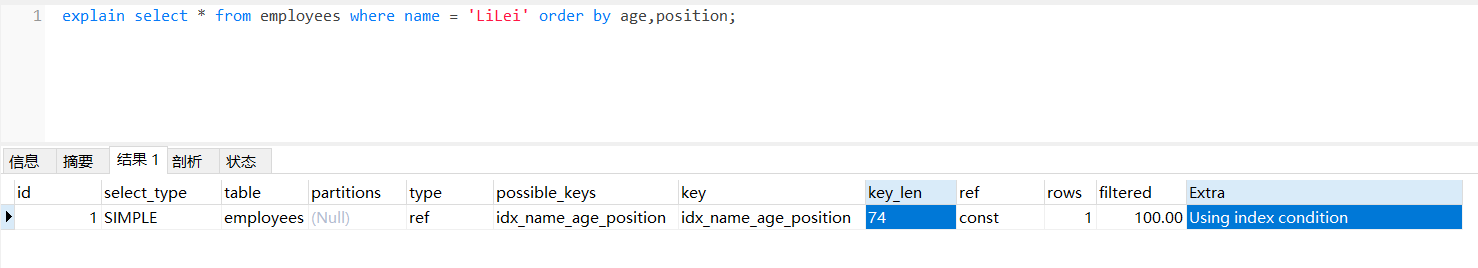 1 explain select * from employees where name = 'LiLei' order by age,position;
信息 摘要 结果 1 剖析 状态
id select_type table partitions type possible_keys key key_len ref rows filtered Extra
1 SIMPLE employees (Null) ref idx_name_age_position idx_name_age_position 74 const 1 100.00 Using index condition